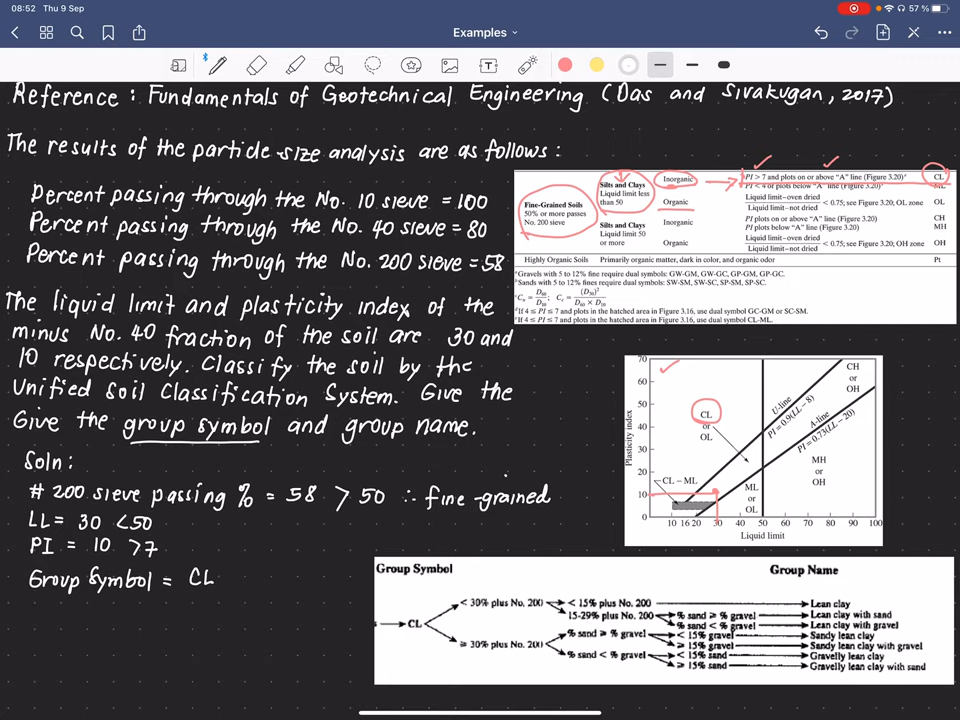 08:52 Thu 9 Sep
57 %
Examples
Reference : Fundamentals of Geotechnical Engineering (Das and Sivakugan, 2017)
The results of the particle size analysis are as follows :
Percent passing through the No. 10 sieve = 100
Percent passing through the No. 40 sieve = 80
Percent passing through the No. 200 sieve = 58
The liquid limit and plasticity index of the
minus No. 40 fraction of the soil are 30 and
10 respectively. Classify the soil by the
Unified Soil Classification System. Give the
Give the group symbol and group name.
Soln :
# 200 sieve passing % = 58 > 50 ∴ fine-grained
LL = 30 < 50
PI = 10 > 7
Group Symbol = CL
Fine-Grained Soils
50% or more passes
No. 200 sieve
Silts and Clays
Liquid limit less
than 50
Inorganic
PI > 7 and plots on or above "A" line (Figure 3.20)ᵉ
CL
PI < 4 or plots below "A" line (Figure 3.20)ᵉ
ML
Organic
Liquid limit–oven dried
Liquid limit–not dried
< 0.75; see Figure 3.20; OL zone
OL
Silts and Clays
Liquid limit 50
or more
Inorganic
PI plots on or above "A" line (Figure 3.20)
CH
PI plots below "A" line (Figure 3.20)
MH
Organic
Liquid limit–oven dried
Liquid limit–not dried
< 0.75; see Figure 3.20; OH zone
OH
Highly Organic Soils
Primarily organic matter, dark in color, and organic odor
Pt
ᵃGravels with 5 to 12% fine require dual symbols: GW-GM, GW-GC, GP-GM, GP-GC.
ᵇSands with 5 to 12% fines require dual symbols: SW-SM, SW-SC, SP-SM, SP-SC.
ᵈIf 4 ≤ PI ≤ 7 and plots in the hatched area in Figure 3.16, use dual symbol GC-GM or SC-SM.
ᵉIf 4 ≤ PI ≤ 7 and plots in the hatched area in Figure 3.16, use dual symbol CL-ML.
Plasticity index
70
60
50
40
30
20
10
0
CL
or
OL
CL – ML
U-line
PI = 0.9(LL – 8)
A-line
PI = 0.73(LL – 20)
CH
or
OH
MH
or
OH
ML
or
OL
10 16 20 30 40 50 60 70 80 90 100
Liquid limit
Group Symbol
Group Name
CL
< 30% plus No. 200
< 15% plus No. 200
Lean clay
15-29% plus No. 200
% sand ≥ % gravel
Lean clay with sand
% sand < % gravel
Lean clay with gravel
≥ 30% plus No. 200
% sand ≥ % gravel
< 15% gravel
Sandy lean clay
≥ 15% gravel
Sandy lean clay with gravel
% sand < % gravel
< 15% sand
Gravelly lean clay
≥ 15% sand
Gravelly lean clay with sand